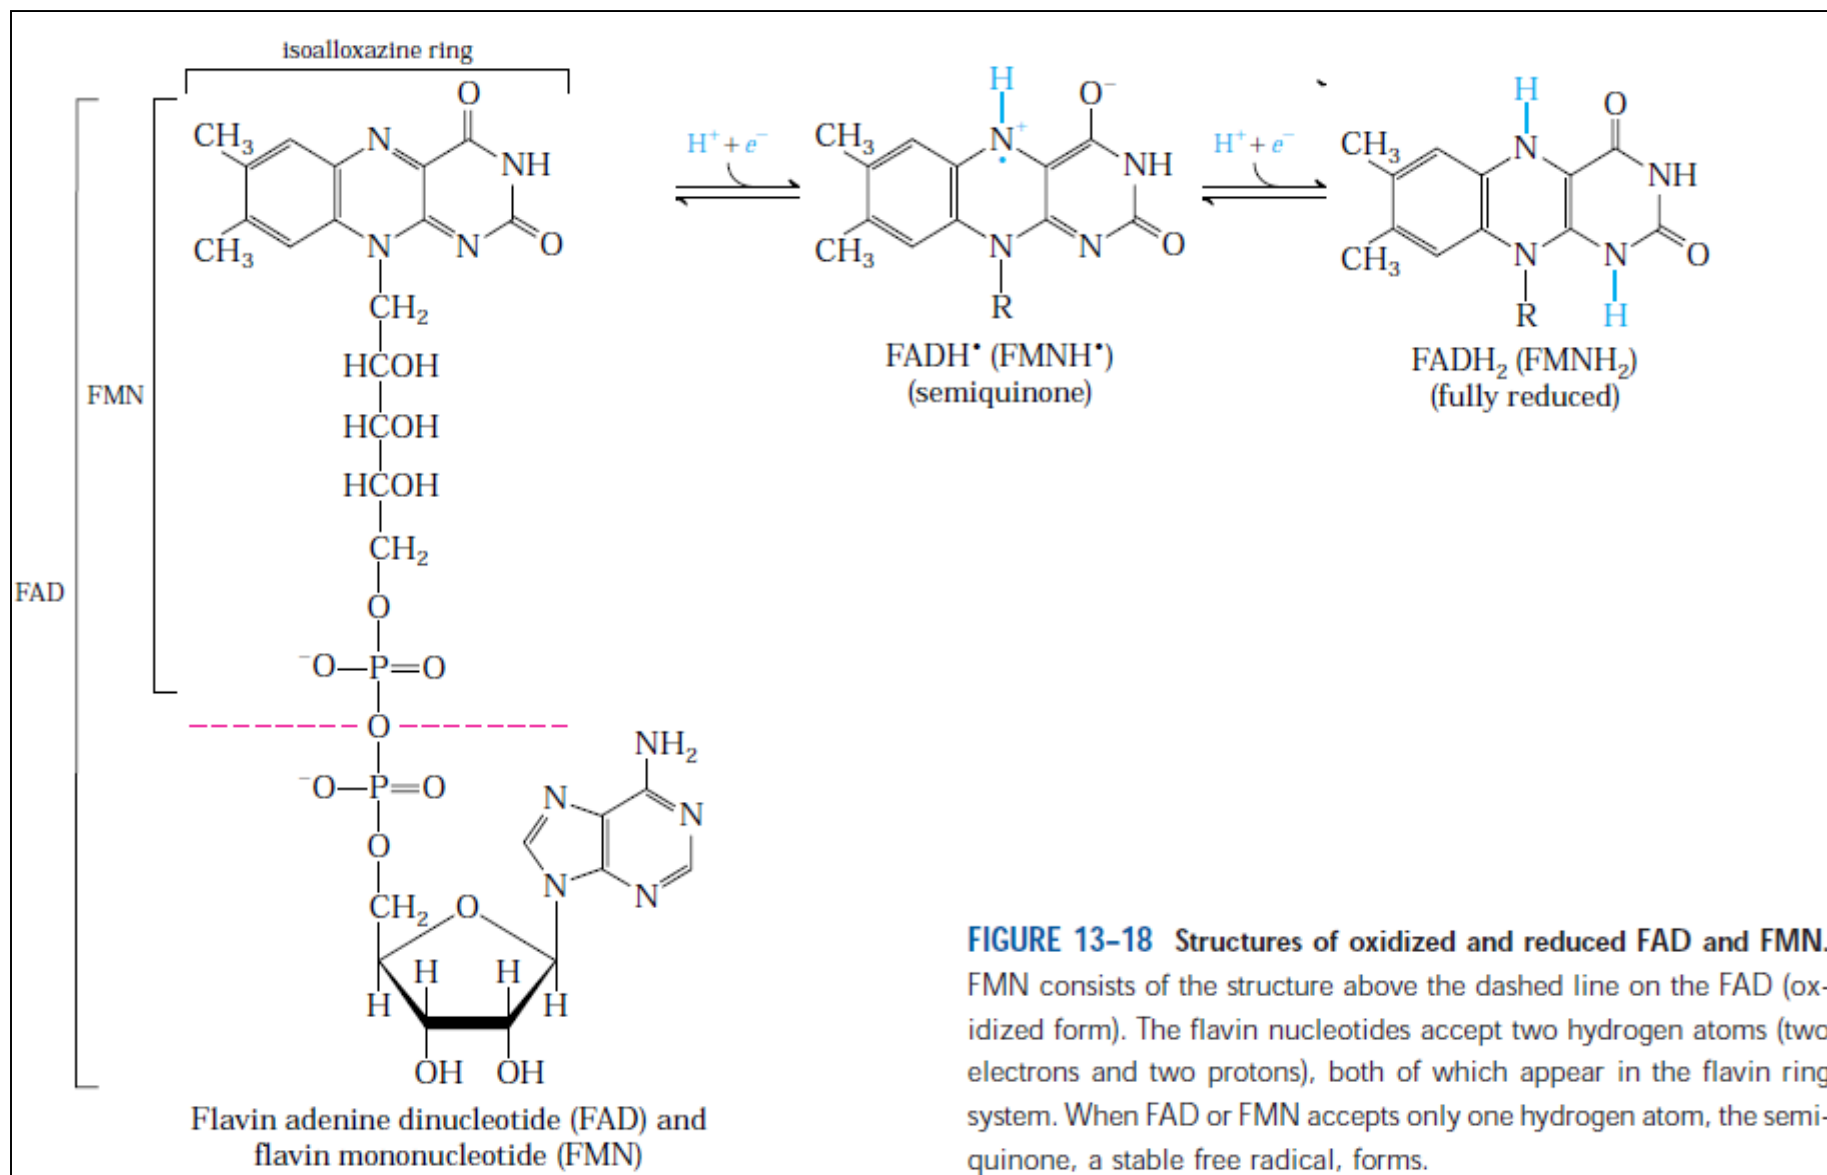 isoalloxazine ring
FAD
FMN
O
CH3
N
NH
CH3
N
N
O
CH2
HCOH
HCOH
HCOH
CH2
O
⁻O—P=O
O
⁻O—P=O
O
CH2
O
H
H
H
H
OH
OH
NH2
N
N
N
N
Flavin adenine dinucleotide (FAD) and
flavin mononucleotide (FMN)
H⁺ + e⁻
H
O⁻
CH3
N⁺
•
NH
CH3
N
N
O
R
FADH• (FMNH•)
(semiquinone)
H⁺ + e⁻
H
O
CH3
N
NH
CH3
N
N
O
R
H
FADH2 (FMNH2)
(fully reduced)
FIGURE 13–18 Structures of oxidized and reduced FAD and FMN.
FMN consists of the structure above the dashed line on the FAD (ox-
idized form). The flavin nucleotides accept two hydrogen atoms (two
electrons and two protons), both of which appear in the flavin ring
system. When FAD or FMN accepts only one hydrogen atom, the semi-
quinone, a stable free radical, forms.